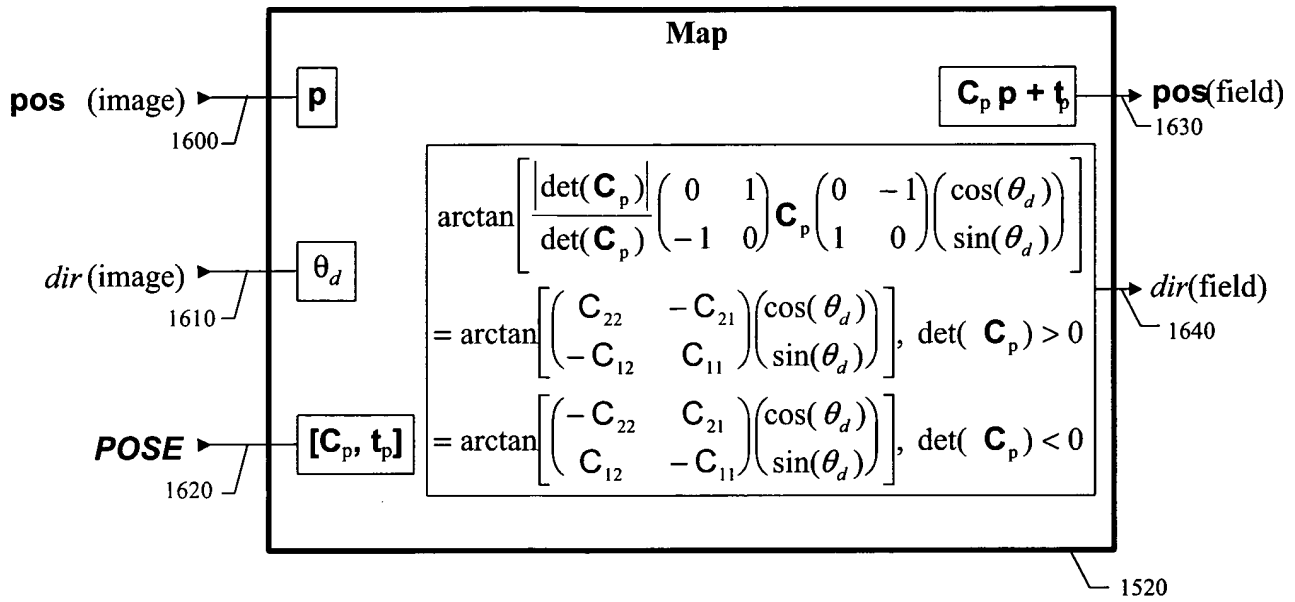 Map
pos (image)
1600
p
C_p p + t_p
pos(field)
1630
arctan[ |det(C_p)| / det(C_p) ( 0 1 ; −1 0 ) C_p ( 0 −1 ; 1 0 ) ( cos(θ_d) ; sin(θ_d) ) ]
dir (image)
1610
θ_d
= arctan[ ( C_22 −C_21 ; −C_12 C_11 ) ( cos(θ_d) ; sin(θ_d) ) ], det( C_p ) > 0
dir(field)
1640
= arctan[ ( −C_22 C_21 ; C_12 −C_11 ) ( cos(θ_d) ; sin(θ_d) ) ], det( C_p ) < 0
POSE
1620
[C_p, t_p]
1520